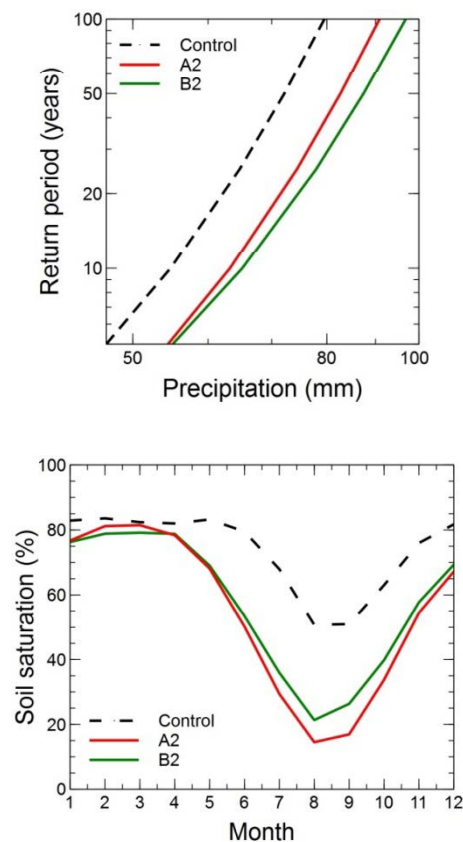 100
50
20
10
Return period (years)
Control
A2
B2
50
80
100
Precipitation (mm)
100
80
60
40
20
0
Soil saturation (%)
Control
A2
B2
1 2 3 4 5 6 7 8 9 10 11 12
Month